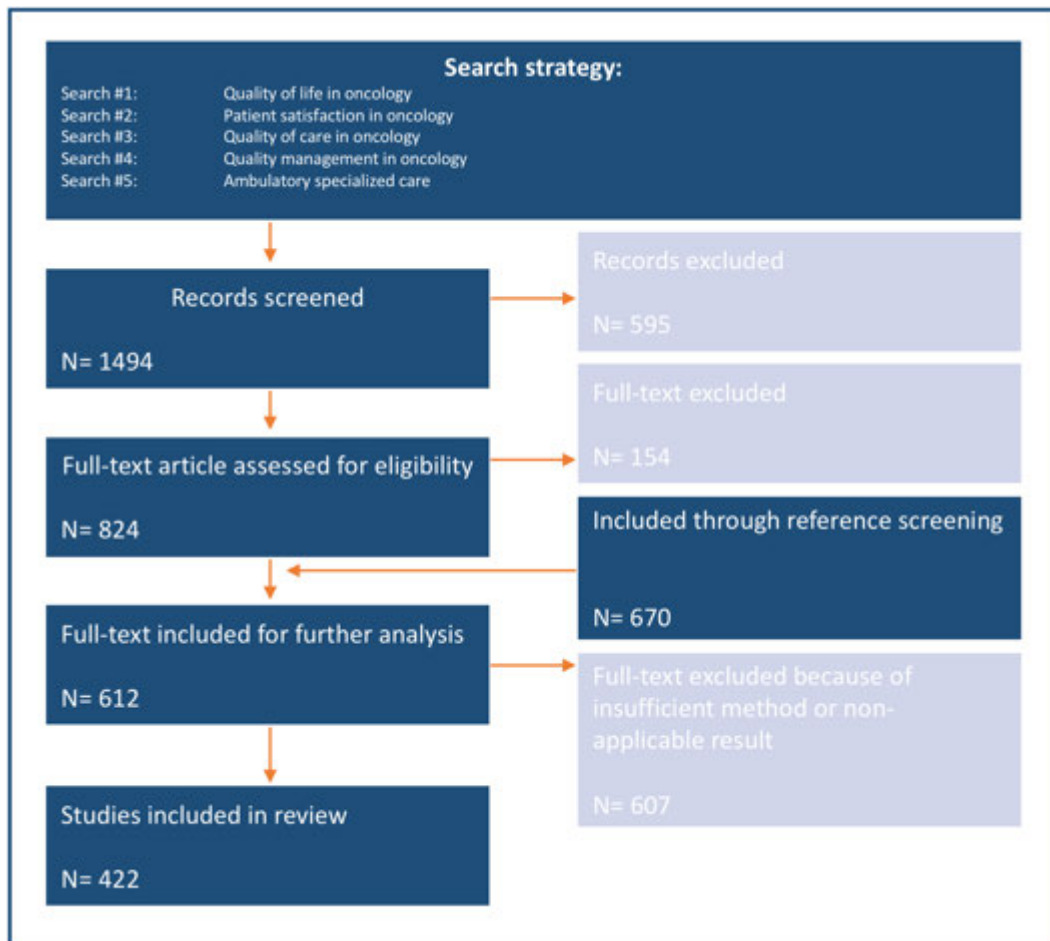 Search strategy:
Search #1: Quality of life in oncology
Search #2: Patient satisfaction in oncology
Search #3: Quality of care in oncology
Search #4: Quality management in oncology
Search #5: Ambulatory specialized care
Records screened
N= 1494
Records excluded
N= 595
Full-text excluded
N= 154
Full-text article assessed for eligibility
N= 824
Included through reference screening
N= 670
Full-text included for further analysis
N= 612
Full-text excluded because of
insufficient method or non-
applicable result
N= 607
Studies included in review
N= 422